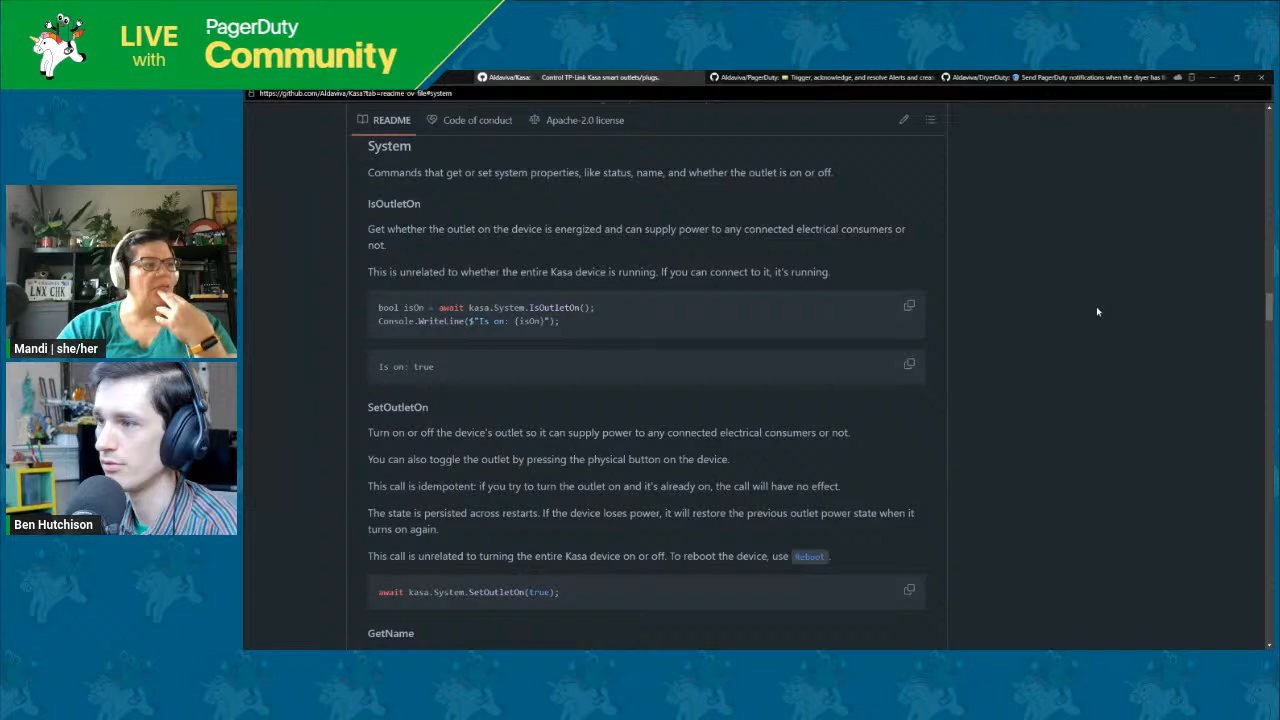 LIVE
with
PagerDuty
Community
Aldaviva/Kasa: Control TP-Link Kasa smart outlets/plugs.
Aldaviva/PagerDuty: Trigger, acknowledge, and resolve Alerts and crea
Aldaviva/DryerDuty: Send PagerDuty notifications when the dryer has
https://github.com/Aldaviva/Kasa?tab=readme-ov-file#system
README
Code of conduct
Apache-2.0 license
System
Commands that get or set system properties, like status, name, and whether the outlet is on or off.
IsOutletOn
Get whether the outlet on the device is energized and can supply power to any connected electrical consumers or
not.
This is unrelated to whether the entire Kasa device is running. If you can connect to it, it's running.
bool isOn = await kasa.System.IsOutletOn();
Console.WriteLine($"Is on: {isOn}");
Is on: true
SetOutletOn
Turn on or off the device's outlet so it can supply power to any connected electrical consumers or not.
You can also toggle the outlet by pressing the physical button on the device.
This call is idempotent: if you try to turn the outlet on and it's already on, the call will have no effect.
The state is persisted across restarts. If the device loses power, it will restore the previous outlet power state when it
turns on again.
This call is unrelated to turning the entire Kasa device on or off. To reboot the device, use Reboot.
await kasa.System.SetOutletOn(true);
GetName
LNX CHK
Mandi | she/her
Ben Hutchison